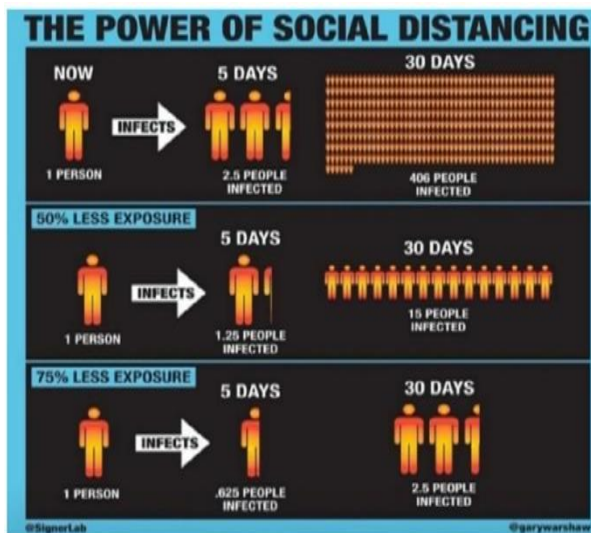 THE POWER OF SOCIAL DISTANCING
NOW
5 DAYS
30 DAYS
INFECTS
1 PERSON
2.5 PEOPLE
INFECTED
406 PEOPLE
INFECTED
50% LESS EXPOSURE
5 DAYS
30 DAYS
INFECTS
1 PERSON
1.25 PEOPLE
INFECTED
15 PEOPLE
INFECTED
75% LESS EXPOSURE
5 DAYS
30 DAYS
INFECTS
1 PERSON
.625 PEOPLE
INFECTED
2.5 PEOPLE
INFECTED
@SignerLab
@garywarshaw